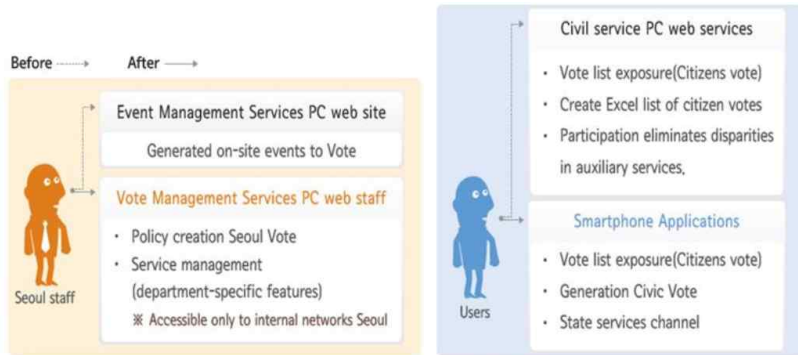 Before
After
Event Management Services PC web site
Generated on-site events to Vote
Vote Management Services PC web staff
· Policy creation Seoul Vote
· Service management
(department-specific features)
※ Accessible only to internal networks Seoul
Seoul staff
Civil service PC web services
· Vote list exposure(Citizens vote)
· Create Excel list of citizen votes
· Participation eliminates disparities
in auxiliary services.
Smartphone Applications
· Vote list exposure(Citizens vote)
· Generation Civic Vote
· State services channel
Users